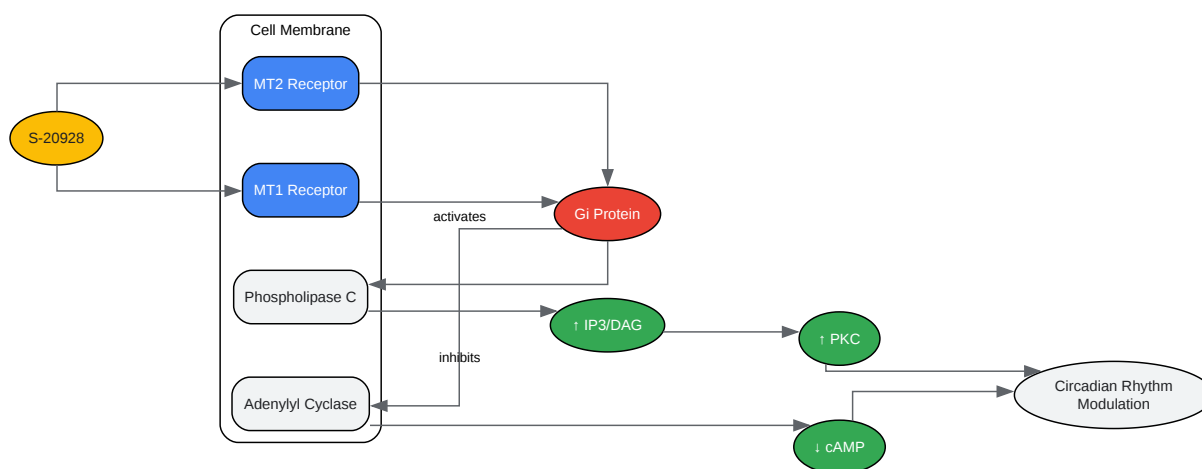 Cell Membrane
MT2 Receptor
S-20928
MT1 Receptor
Gi Protein
activates
Phospholipase C
↑ IP3/DAG
↑ PKC
inhibits
Adenylyl Cyclase
Circadian Rhythm
Modulation
↓ cAMP